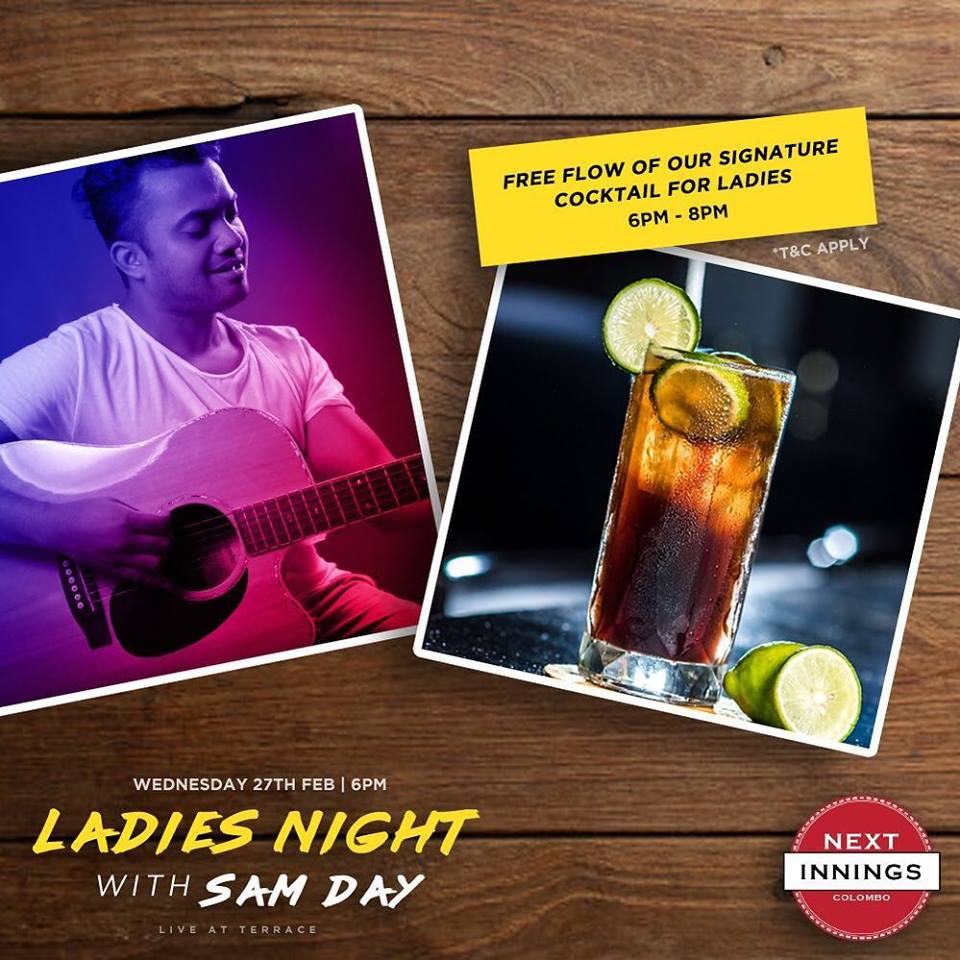 FREE FLOW OF OUR SIGNATURE
COCKTAIL FOR LADIES
6PM - 8PM
*T&C APPLY
WEDNESDAY 27TH FEB | 6PM
LADIES NIGHT
WITH SAM DAY
LIVE AT TERRACE
NEXT
INNINGS
COLOMBO